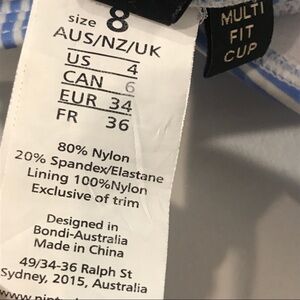 size 8
AUS/NZ/UK
US 4
CAN 6
EUR 34
FR 36
80% Nylon
20% Spandex/Elastane
Lining 100%Nylon
Exclusive of trim
Designed in
Bondi-Australia
Made in China
49/34-36 Ralph St
Sydney, 2015, Australia
MULTI
FIT
CUP